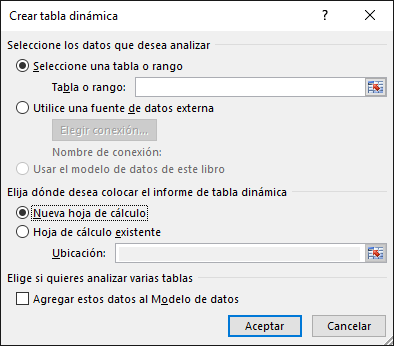 Crear tabla dinámica
Seleccione los datos que desea analizar
Seleccione una tabla o rango
Tabla o rango:
Utilice una fuente de datos externa
Elegir conexión...
Nombre de conexión:
Usar el modelo de datos de este libro
Elija dónde desea colocar el informe de tabla dinámica
Nueva hoja de cálculo
Hoja de cálculo existente
Ubicación:
Elige si quieres analizar varias tablas
Agregar estos datos al Modelo de datos
Aceptar Cancelar